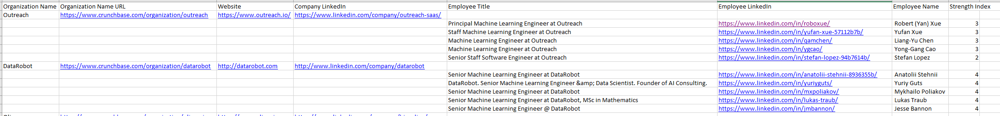 Organization Name Organization Name URL Website Company LinkedIn Employee Title Employee LinkedIn Employee Name Strength Index
Outreach https://www.crunchbase.com/organization/outreach https://www.outreach.io/ https://www.linkedin.com/company/outreach-saas/
Principal Machine Learning Engineer at Outreach https://www.linkedin.com/in/roboxue/ Robert (Yan) Xue 3
Staff Machine Learning Engineer at Outreach https://www.linkedin.com/in/yufan-xue-57112b7b/ Yufan Xue 3
Machine Learning Engineer at Outreach https://www.linkedin.com/in/qamchen/ Liang-Yu Chen 3
Machine Learning Engineer at Outreach https://www.linkedin.com/in/ygcao/ Yong-Gang Cao 3
Senior Staff Software Engineer at Outreach https://www.linkedin.com/in/stefan-lopez-94b7614b/ Stefan Lopez 2
DataRobot https://www.crunchbase.com/organization/datarobot http://datarobot.com http://www.linkedin.com/company/datarobot
Senior Machine Learning Engineer at DataRobot https://www.linkedin.com/in/anatolii-stehnii-8936355b/ Anatolii Stehnii 4
DataRobot. Senior Machine Learning Engineer &amp; Data Scientist. Founder of AI Consulting. https://www.linkedin.com/in/yuriyguts/ Yuriy Guts 4
Senior Machine Learning Engineer at DataRobot https://www.linkedin.com/in/mxpoliakov/ Mykhailo Poliakov 4
Senior Machine Learning Engineer at DataRobot, MSc in Mathematics https://www.linkedin.com/in/lukas-traub/ Lukas Traub 4
Senior Machine Learning Engineer @ DataRobot https://www.linkedin.com/in/jmbannon/ Jesse Bannon 4